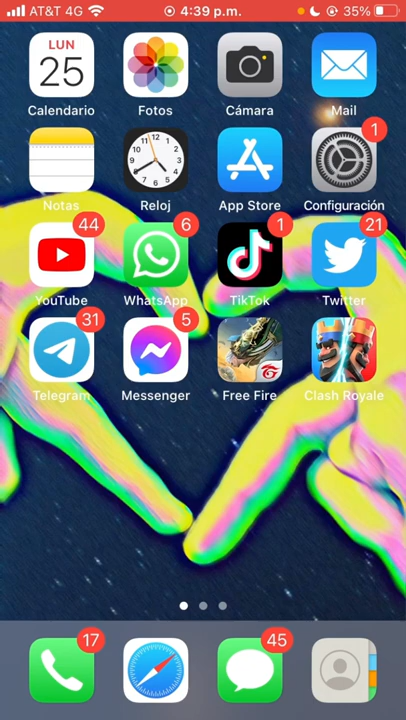 AT&T 4G 4:39 p.m. 35%
LUN
25
Calendario Fotos Cámara Mail
1
Notas Reloj App Store Configuración
44 6 1 21
YouTube WhatsApp TikTok Twitter
31 5
Telegram Messenger Free Fire Clash Royale
17 45